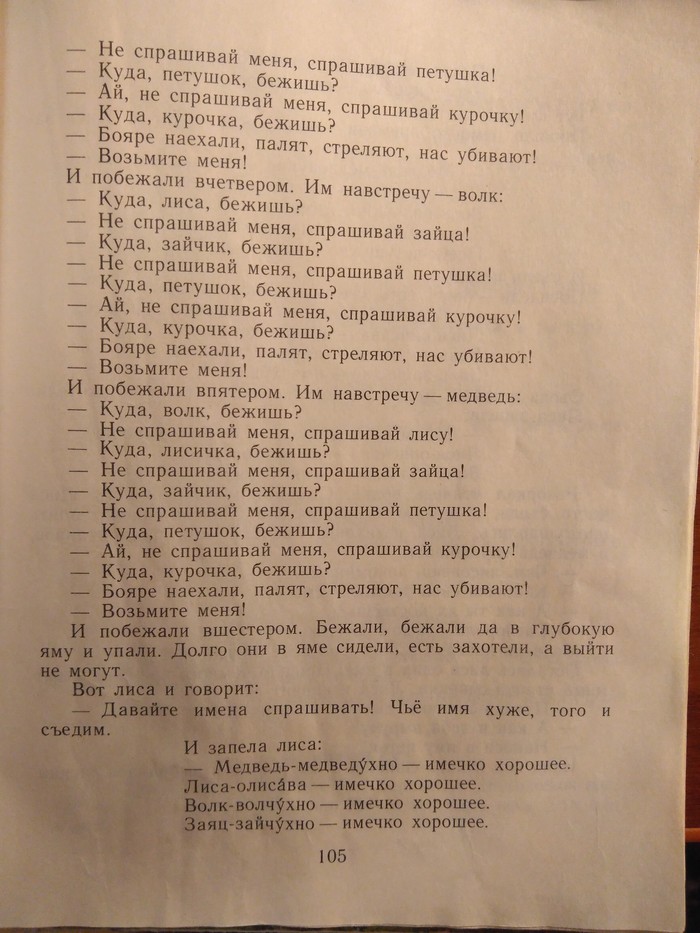 — Не спрашивай меня, спрашивай петушка!
— Куда, петушок, бежишь?
— Ай, не спрашивай меня, спрашивай курочку!
— Куда, курочка, бежишь?
— Бояре наехали, палят, стреляют, нас убивают!
— Возьмите меня!
И побежали вчетвером. Им навстречу — волк:
— Куда, лиса, бежишь?
— Не спрашивай меня, спрашивай зайца!
— Куда, зайчик, бежишь?
— Не спрашивай меня, спрашивай петушка!
— Куда, петушок, бежишь?
— Ай, не спрашивай меня, спрашивай курочку!
— Куда, курочка, бежишь?
— Бояре наехали, палят, стреляют, нас убивают!
— Возьмите меня!
И побежали впятером. Им навстречу — медведь:
— Куда, волк, бежишь?
— Не спрашивай меня, спрашивай лису!
— Куда, лисичка, бежишь?
— Не спрашивай меня, спрашивай зайца!
— Куда, зайчик, бежишь?
— Не спрашивай меня, спрашивай петушка!
— Куда, петушок, бежишь?
— Ай, не спрашивай меня, спрашивай курочку!
— Куда, курочка, бежишь?
— Бояре наехали, палят, стреляют, нас убивают!
— Возьмите меня!
И побежали вшестером. Бежали, бежали да в глубокую
яму и упали. Долго они в яме сидели, есть захотели, а выйти
не могут.
Вот лиса и говорит:
— Давайте имена спрашивать! Чьё имя хуже, того и
съедим.
И запела лиса:
— Медведь-медведу́хно — имечко хорошее.
Лиса-олиса́ва — имечко хорошее.
Волк-волчу́хно — имечко хорошее.
Заяц-зайчу́хно — имечко хорошее.
105